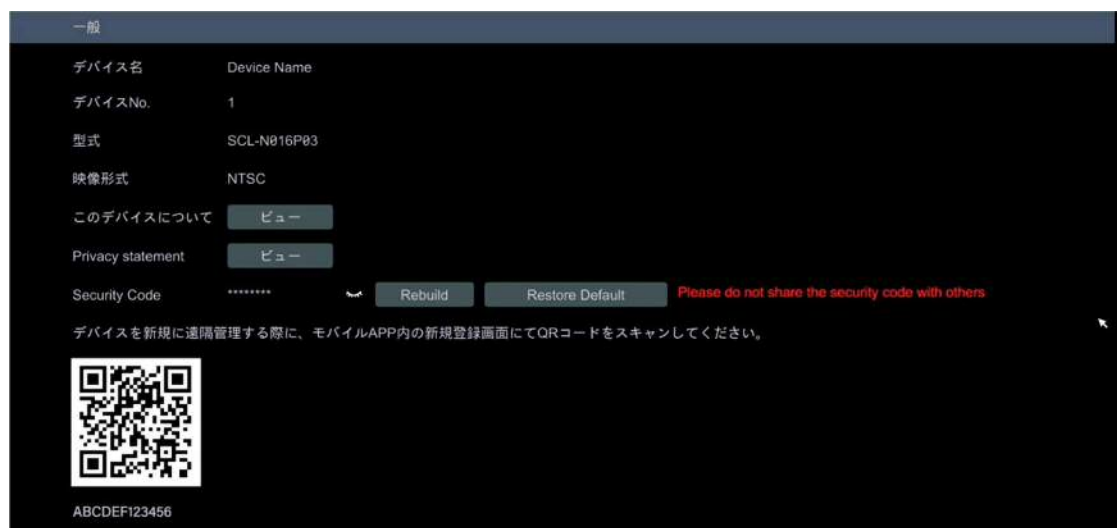 一般
デバイス名 Device Name
デバイスNo. 1
型式 SCL-N016P03
映像形式 NTSC
このデバイスについて ビュー
Privacy statement ビュー
Security Code ******** Rebuild Restore Default Please do not share the security code with others
デバイスを新規に遠隔管理する際に、モバイルAPP内の新規登録画面にてQRコードをスキャンしてください。
ABCDEF123456